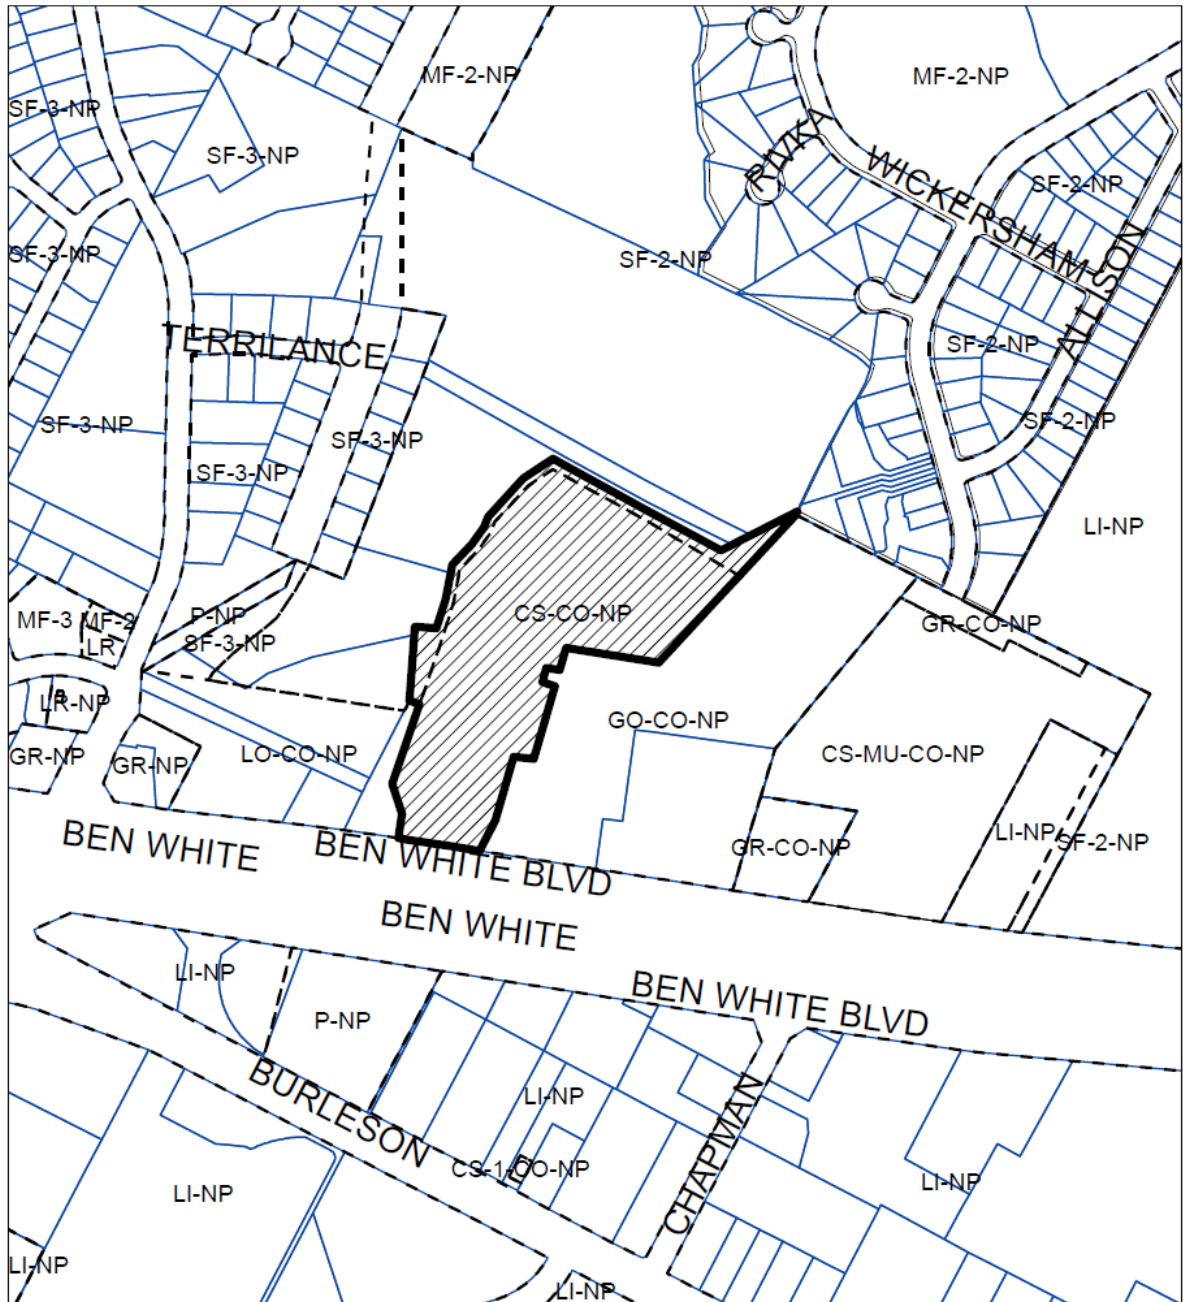 MF-2-NP
MF-2-NP
SF-3-NP
SF-3-NP
RIVKA
WICKERSHAM
SF-2-NP
SF-3-NP
SF-2-NP
ALLISON
TERRILANCE
SF-2-NP
SF-3-NP
SF-3-NP
SF-2-NP
SF-3-NP
LI-NP
CS-CO-NP
MF-3
MF-2
P-NP
GR-CO-NP
LR
SF-3-NP
LR-NP
GO-CO-NP
GR-NP
GR-NP
LO-CO-NP
CS-MU-CO-NP
LI-NP
SF-2-NP
GR-CO-NP
BEN WHITE
BEN WHITE BLVD
BEN WHITE
LI-NP
BEN WHITE BLVD
P-NP
BURLESON
LI-NP
CHAPMAN
CS-1-CO-NP
LI-NP
LI-NP
LI-NP
LI-NP